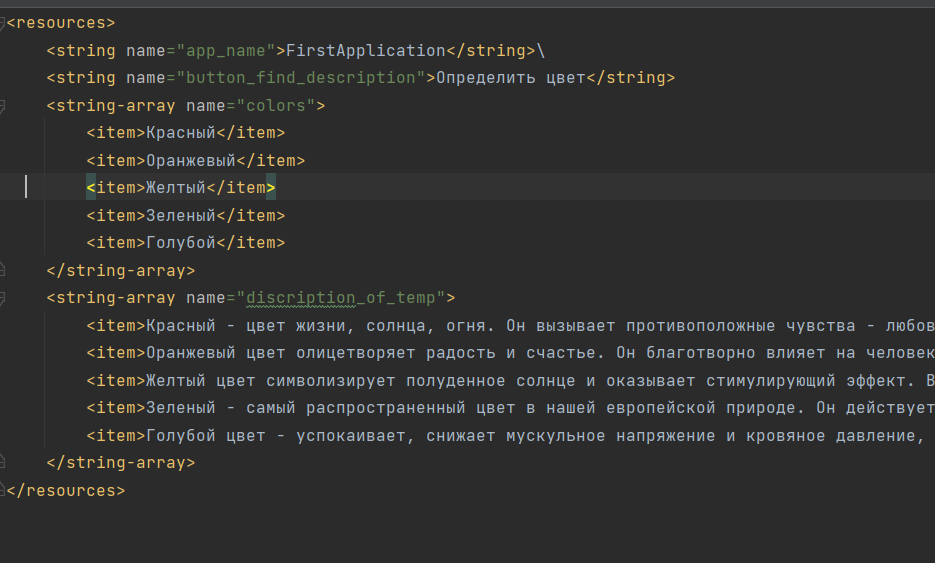 <resources>
<string name="app_name">FirstApplication</string>\
<string name="button_find_description">Определить цвет</string>
<string-array name="colors">
<item>Красный</item>
<item>Оранжевый</item>
<item>Желтый</item>
<item>Зеленый</item>
<item>Голубой</item>
</string-array>
<string-array name="discription_of_temp">
<item>Красный - цвет жизни, солнца, огня. Он вызывает противоположные чувства - любов
<item>Оранжевый цвет олицетворяет радость и счастье. Он благотворно влияет на человек
<item>Желтый цвет символизирует полуденное солнце и оказывает стимулирующий эффект. В
<item>Зеленый - самый распространенный цвет в нашей европейской природе. Он действует
<item>Голубой цвет - успокаивает, снижает мускульное напряжение и кровяное давление,
</string-array>
</resources>